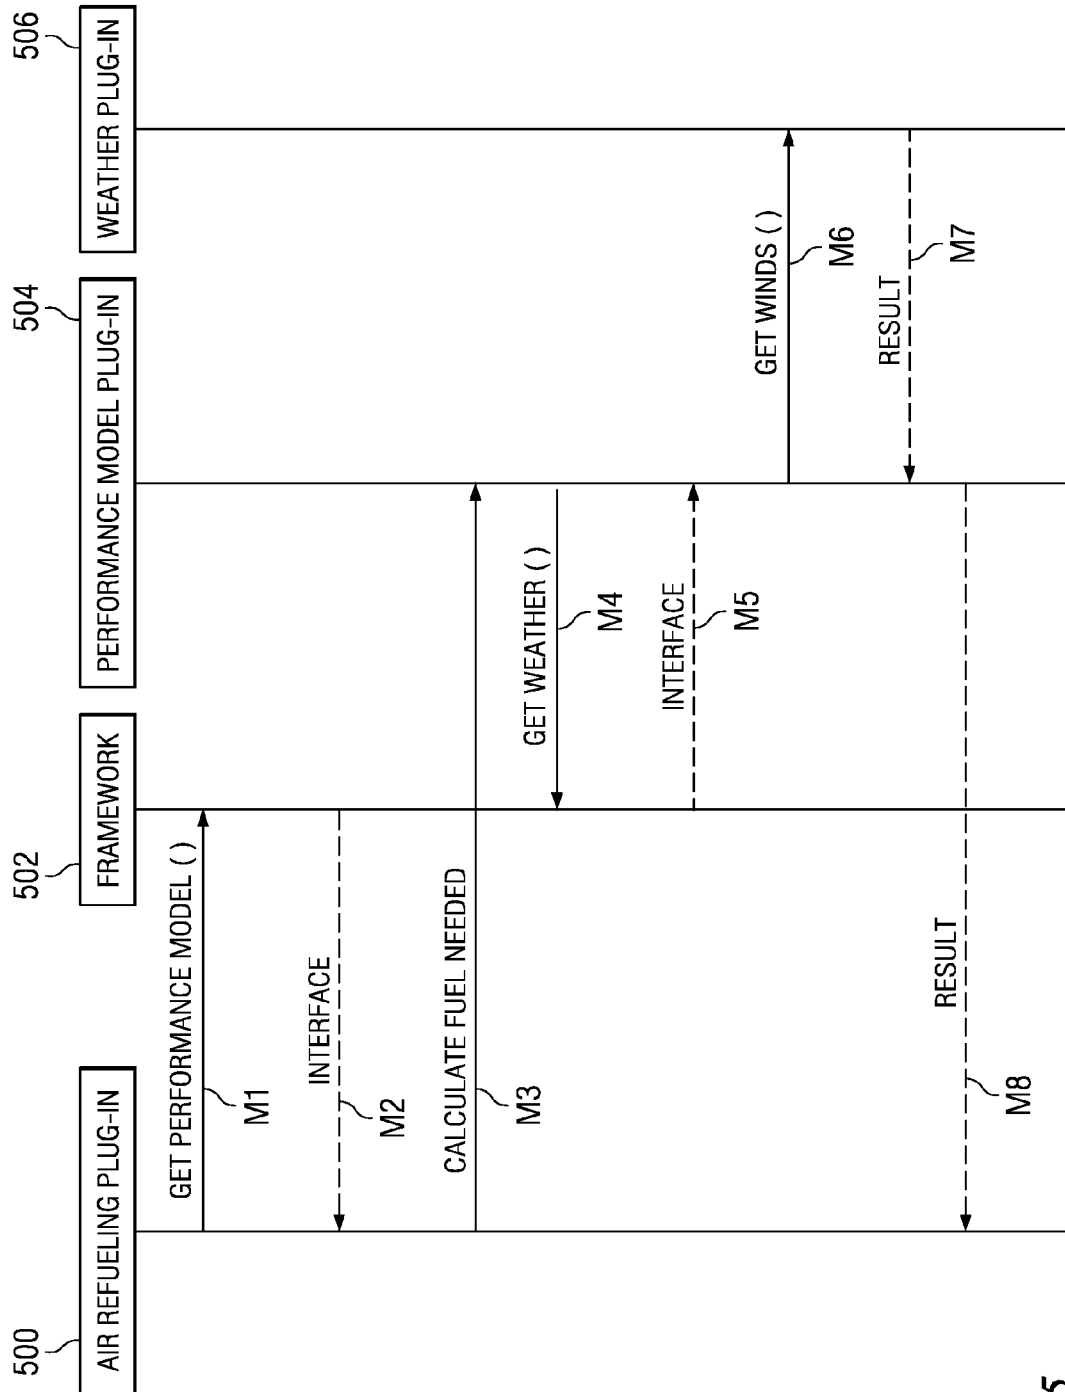 500
AIR REFUELING PLUG-IN
502
FRAMEWORK
504
PERFORMANCE MODEL PLUG-IN
506
WEATHER PLUG-IN
GET PERFORMANCE MODEL ( )
M1
INTERFACE
M2
CALCULATE FUEL NEEDED
M3
GET WEATHER ( )
M4
INTERFACE
M5
GET WINDS ( )
M6
RESULT
M7
RESULT
M8
5